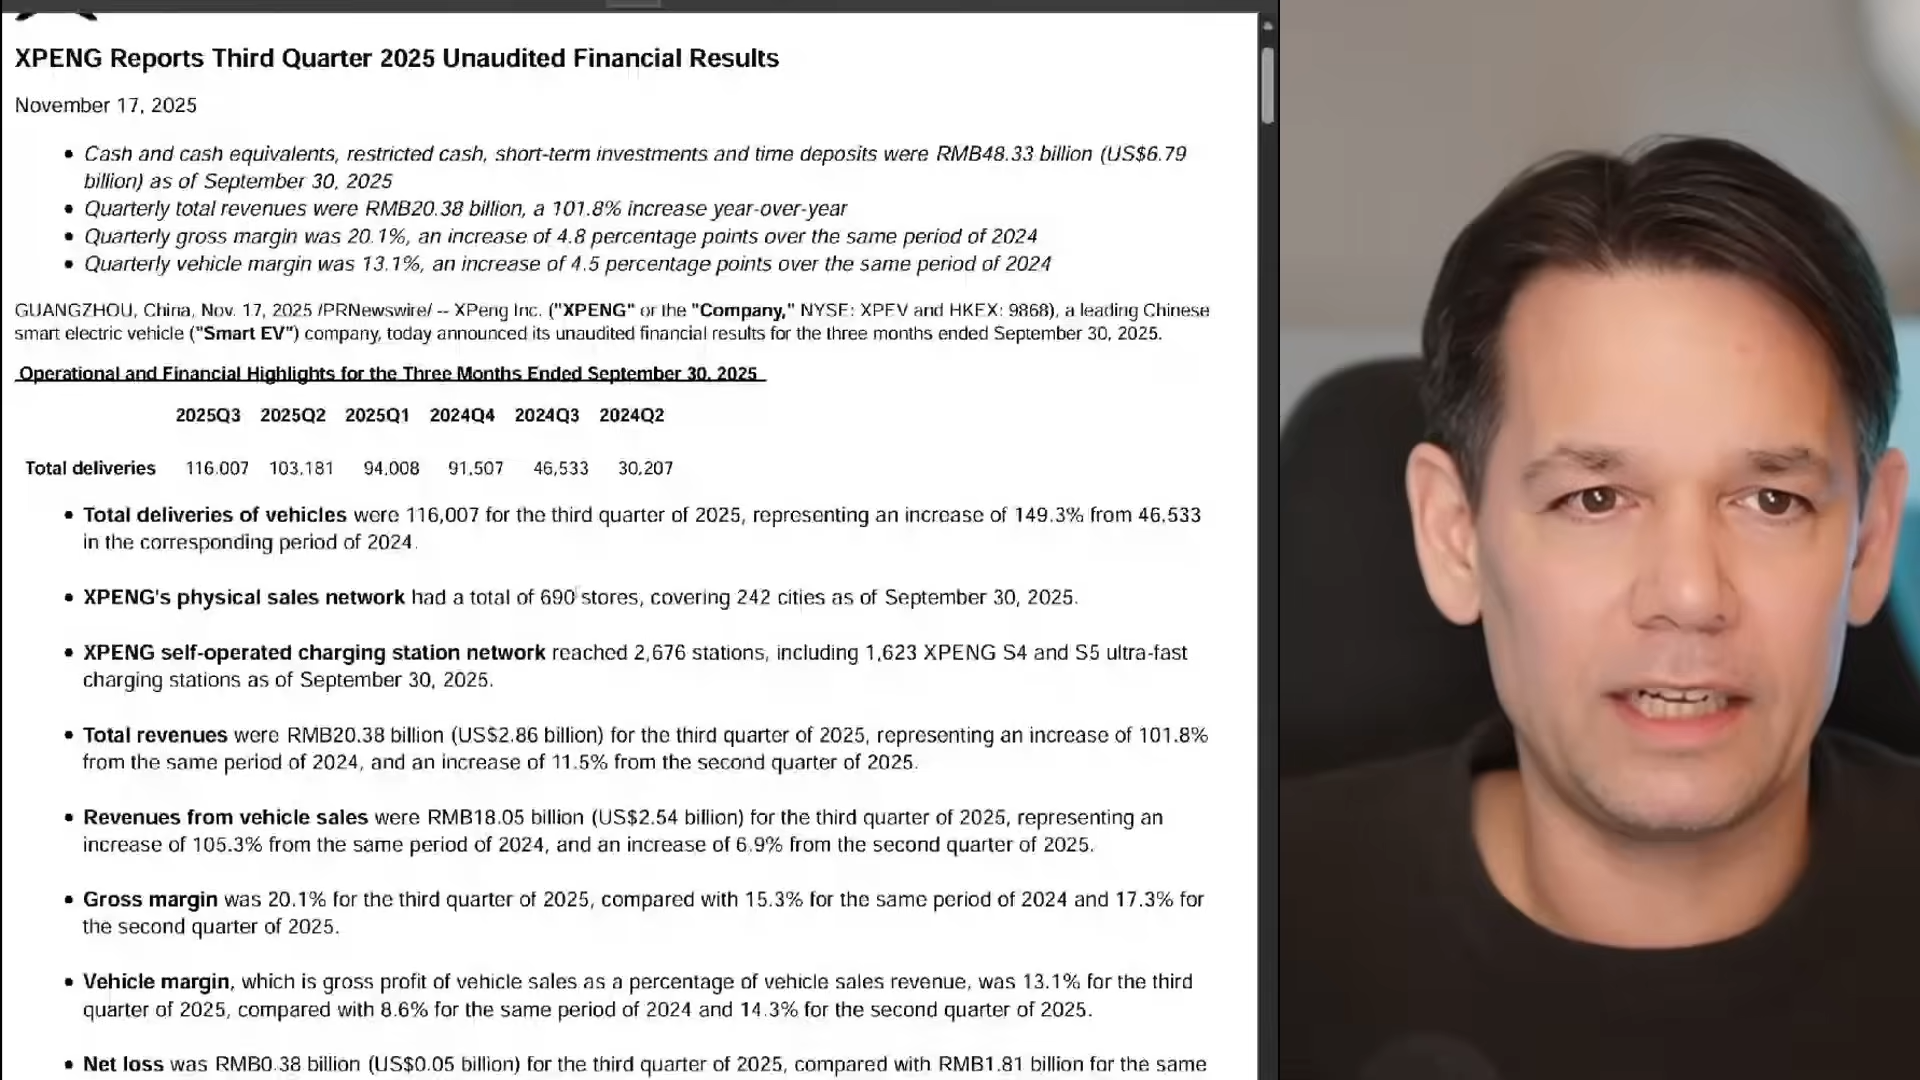 XPENG Reports Third Quarter 2025 Unaudited Financial Results
November 17, 2025
• Cash and cash equivalents, restricted cash, short-term investments and time deposits were RMB48.33 billion (US$6.79
billion) as of September 30, 2025
• Quarterly total revenues were RMB20.38 billion, a 101.8% increase year-over-year
• Quarterly gross margin was 20.1%, an increase of 4.8 percentage points over the same period of 2024
• Quarterly vehicle margin was 13.1%, an increase of 4.5 percentage points over the same period of 2024
GUANGZHOU, China, Nov. 17, 2025 /PRNewswire/ -- XPeng Inc. ("XPENG" or the "Company," NYSE: XPEV and HKEX: 9868), a leading Chinese
smart electric vehicle ("Smart EV") company, today announced its unaudited financial results for the three months ended September 30, 2025.
Operational and Financial Highlights for the Three Months Ended September 30, 2025
2025Q3 2025Q2 2025Q1 2024Q4 2024Q3 2024Q2
Total deliveries 116,007 103,181 94,008 91,507 46,533 30,207
• Total deliveries of vehicles were 116,007 for the third quarter of 2025, representing an increase of 149.3% from 46,533
in the corresponding period of 2024.
• XPENG's physical sales network had a total of 690 stores, covering 242 cities as of September 30, 2025.
• XPENG self-operated charging station network reached 2,676 stations, including 1,623 XPENG S4 and S5 ultra-fast
charging stations as of September 30, 2025.
• Total revenues were RMB20.38 billion (US$2.86 billion) for the third quarter of 2025, representing an increase of 101.8%
from the same period of 2024, and an increase of 11.5% from the second quarter of 2025.
• Revenues from vehicle sales were RMB18.05 billion (US$2.54 billion) for the third quarter of 2025, representing an
increase of 105.3% from the same period of 2024, and an increase of 6.9% from the second quarter of 2025.
• Gross margin was 20.1% for the third quarter of 2025, compared with 15.3% for the same period of 2024 and 17.3% for
the second quarter of 2025.
• Vehicle margin, which is gross profit of vehicle sales as a percentage of vehicle sales revenue, was 13.1% for the third
quarter of 2025, compared with 8.6% for the same period of 2024 and 14.3% for the second quarter of 2025.
• Net loss was RMB0.38 billion (US$0.05 billion) for the third quarter of 2025, compared with RMB1.81 billion for the same